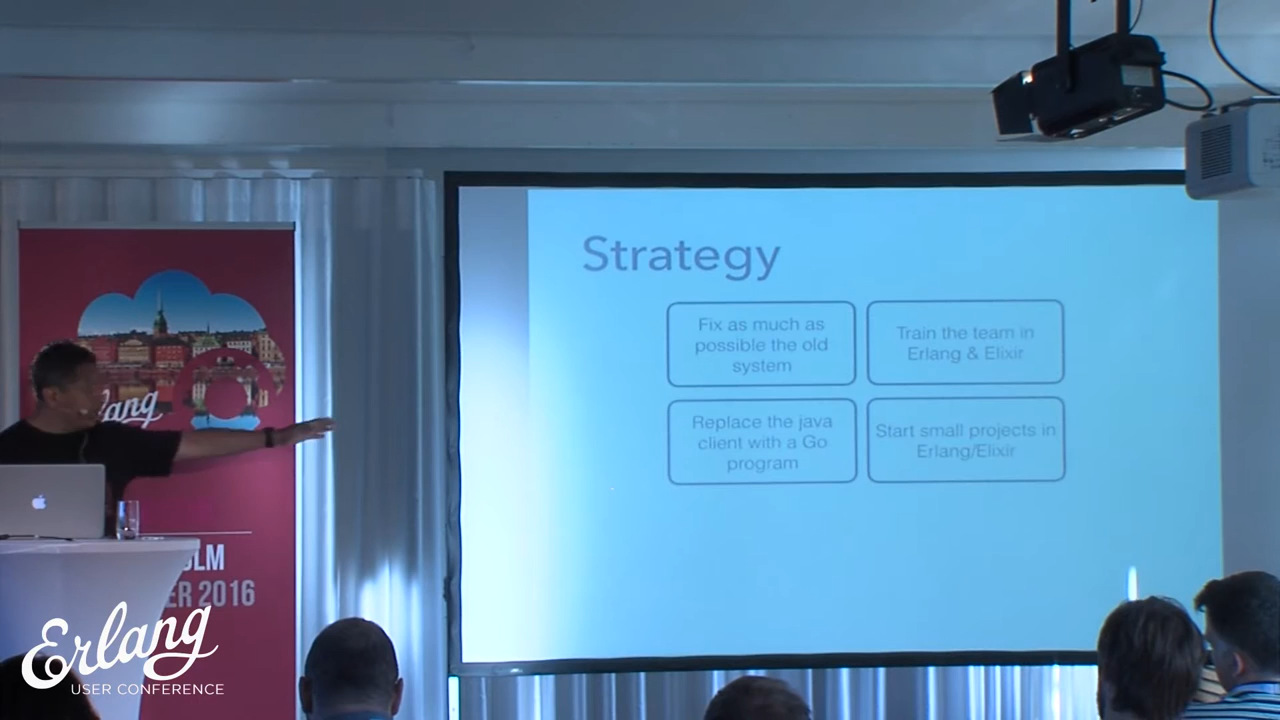 Strategy
Fix as much as
possible the old
system
Train the team in
Erlang & Elixir
Replace the java
client with a Go
program
Start small projects in
Erlang/Elixir
2016
Erlang
USER CONFERENCE